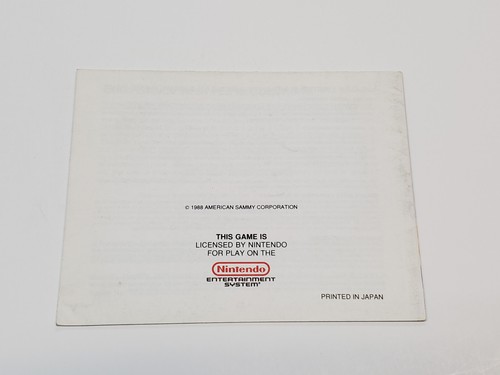 © 1988 AMERICAN SAMMY CORPORATION
THIS GAME IS
LICENSED BY NINTENDO
FOR PLAY ON THE
Nintendo
ENTERTAINMENT
SYSTEM®
PRINTED IN JAPAN